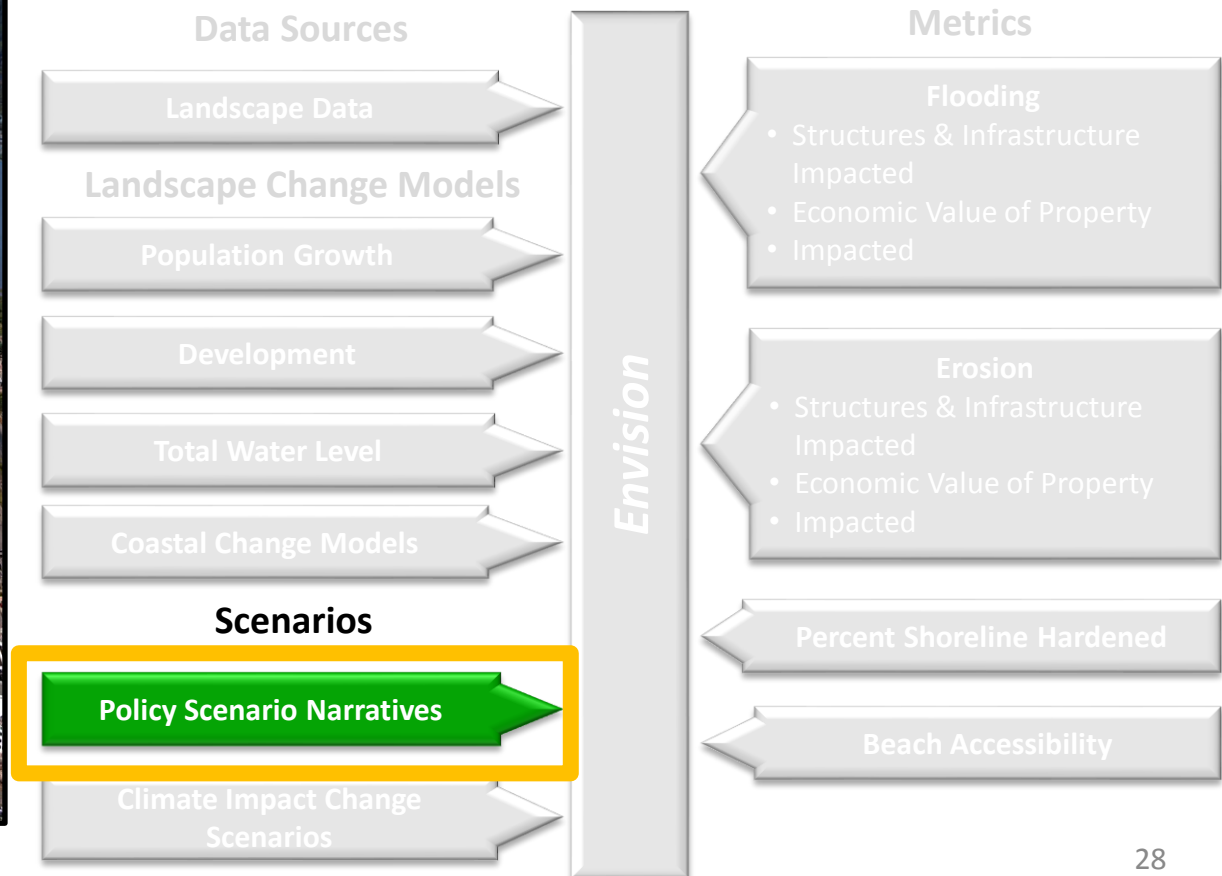 Data Sources
Landscape Data
Landscape Change Models
Population Growth
Development
Total Water Level
Coastal Change Models
Scenarios
Policy Scenario Narratives
Climate Impact Change
Scenarios
Envision
Metrics
Flooding
• Structures & Infrastructure
Impacted
• Economic Value of Property
• Impacted
Erosion
• Structures & Infrastructure
Impacted
• Economic Value of Property
• Impacted
Percent Shoreline Hardened
Beach Accessibility
28